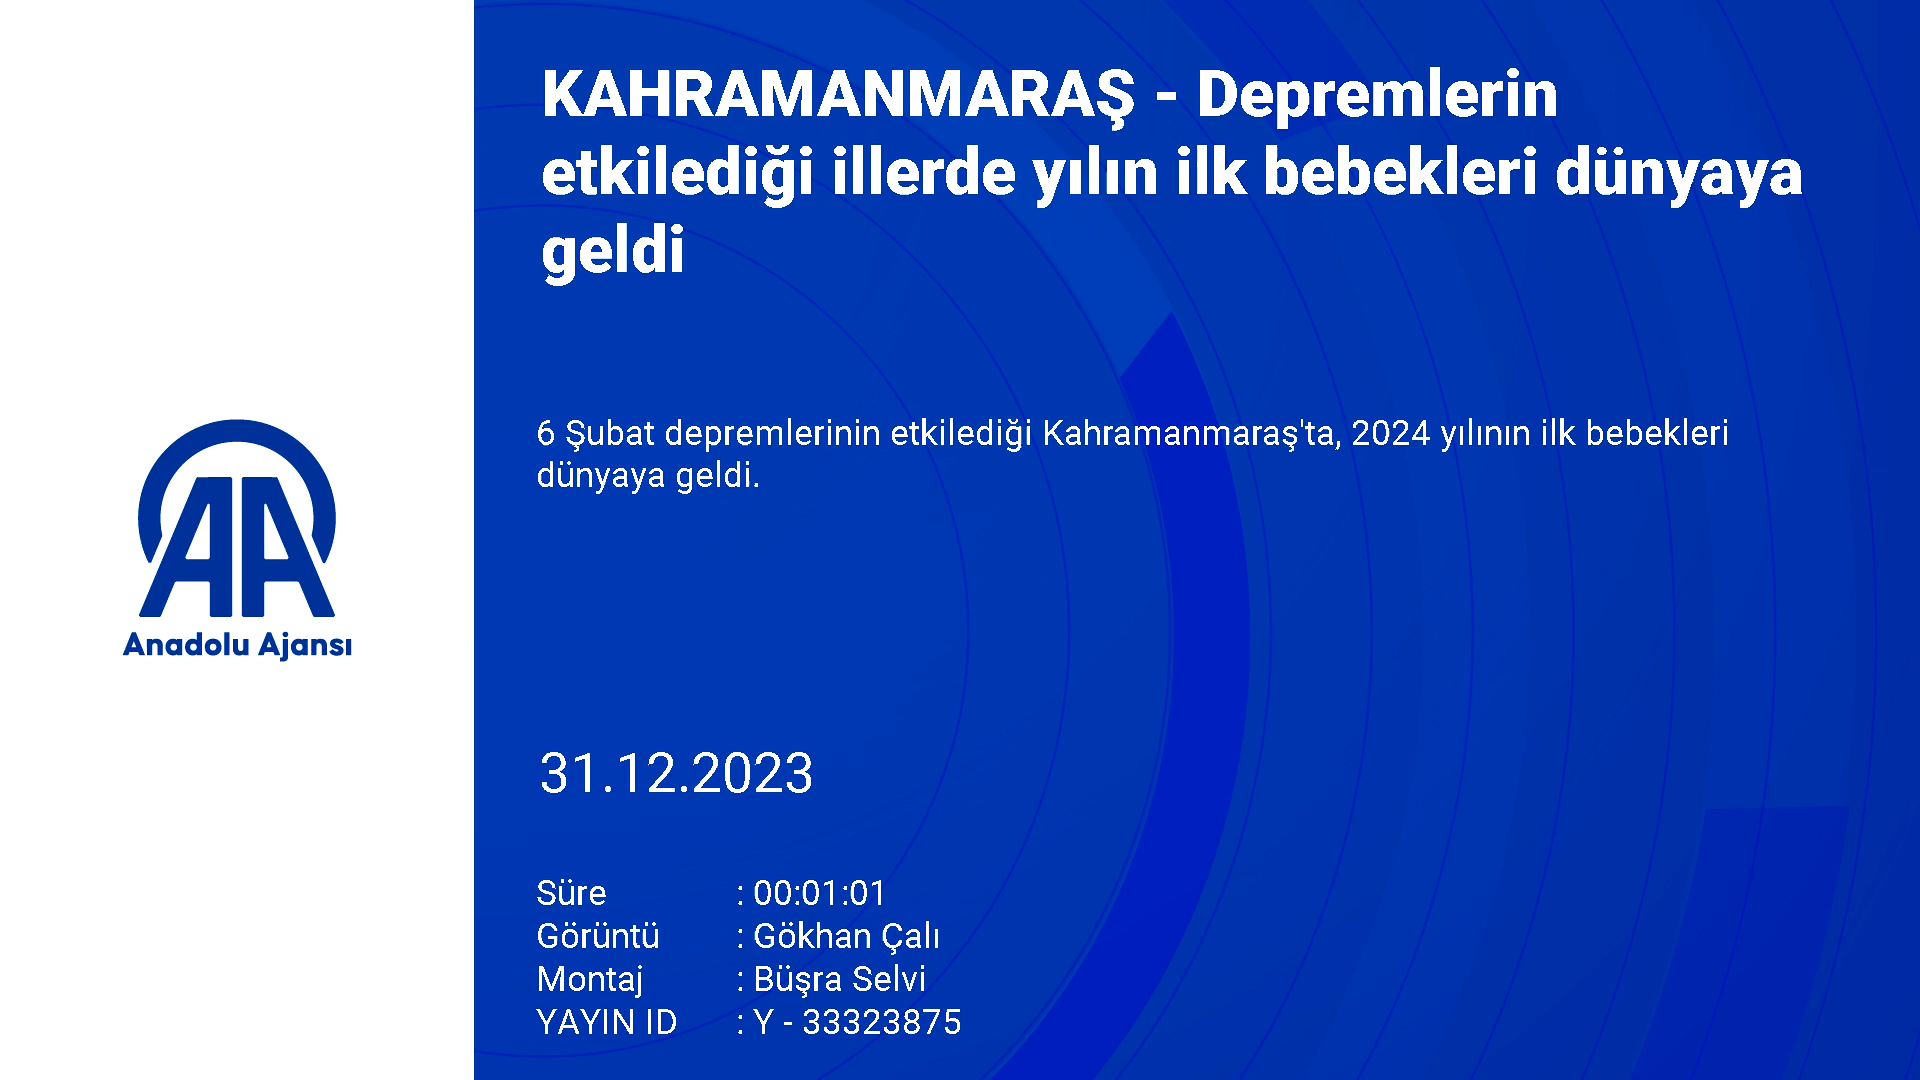 KAHRAMANMARAŞ - Depremlerin
etkilediği illerde yılın ilk bebekleri dünyaya
geldi
6 Şubat depremlerinin etkilediği Kahramanmaraş'ta, 2024 yılının ilk bebekleri
dünyaya geldi.
AA
Anadolu Ajansı
31.12.2023
Süre : 00:01:01
Görüntü : Gökhan Çalı
Montaj : Büşra Selvi
YAYIN ID : Y - 33323875